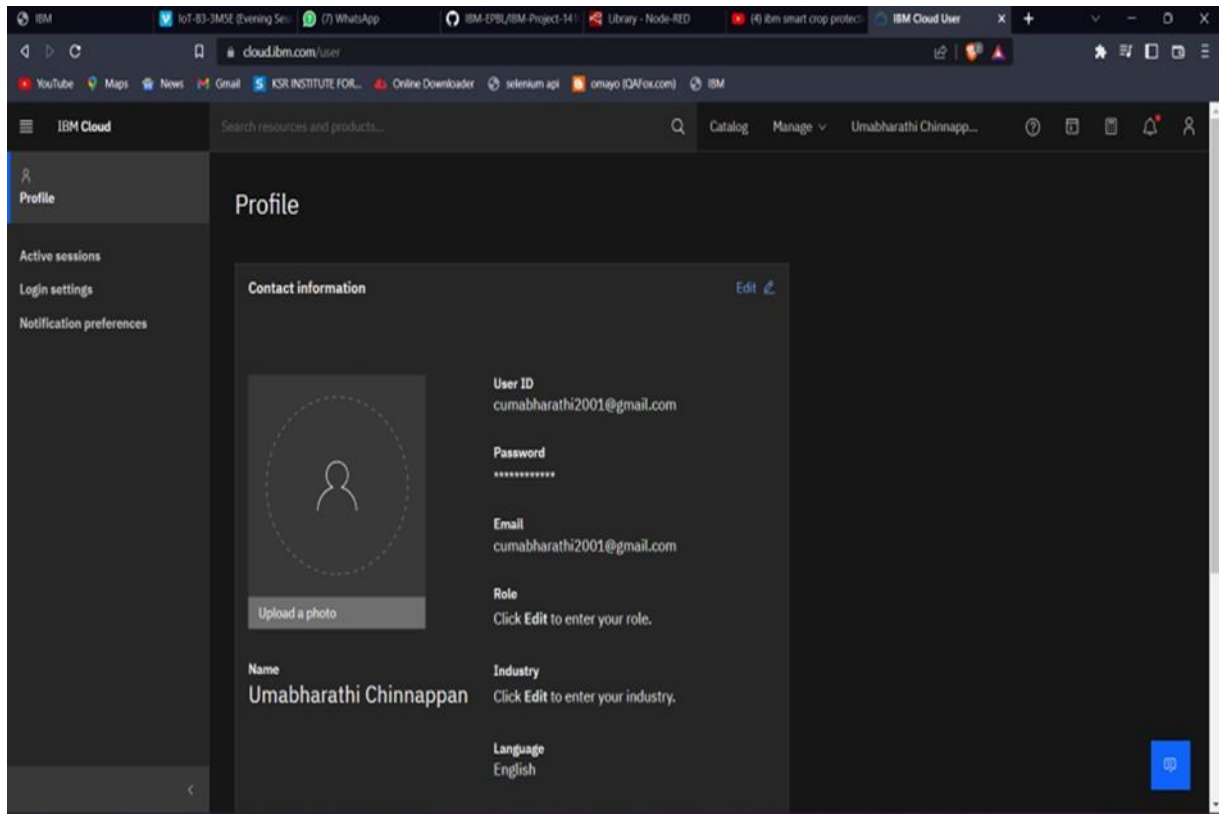 IBM
IoT-B3-3M5E (Evening Ses
(7) WhatsApp
IBM-EPBL/IBM-Project-141
Library - Node-RED
(4) ibm smart crop protect
IBM Cloud User
cloud.ibm.com/user
YouTube
Maps
News
Gmail
KSR INSTITUTE FOR...
Online Downloader
selenium api
omayo (QAFox.com)
IBM
IBM Cloud
Search resources and products...
Catalog
Manage
Umabharathi Chinnapp...
Profile
Active sessions
Login settings
Notification preferences
Profile
Contact information
Edit
User ID
cumabharathi2001@gmail.com
Password
************
Email
cumabharathi2001@gmail.com
Role
Click Edit to enter your role.
Upload a photo
Name
Umabharathi Chinnappan
Industry
Click Edit to enter your industry.
Language
English